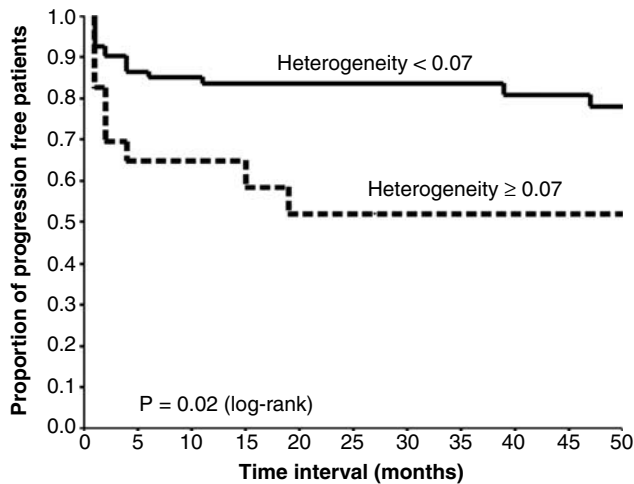 Proportion of progression free patients
1.0
0.9
0.8
0.7
0.6
0.5
0.4
0.3
0.2
0.1
0.0
Heterogeneity < 0.07
Heterogeneity ≥ 0.07
P = 0.02 (log-rank)
0 5 10 15 20 25 30 35 40 45 50
Time interval (months)